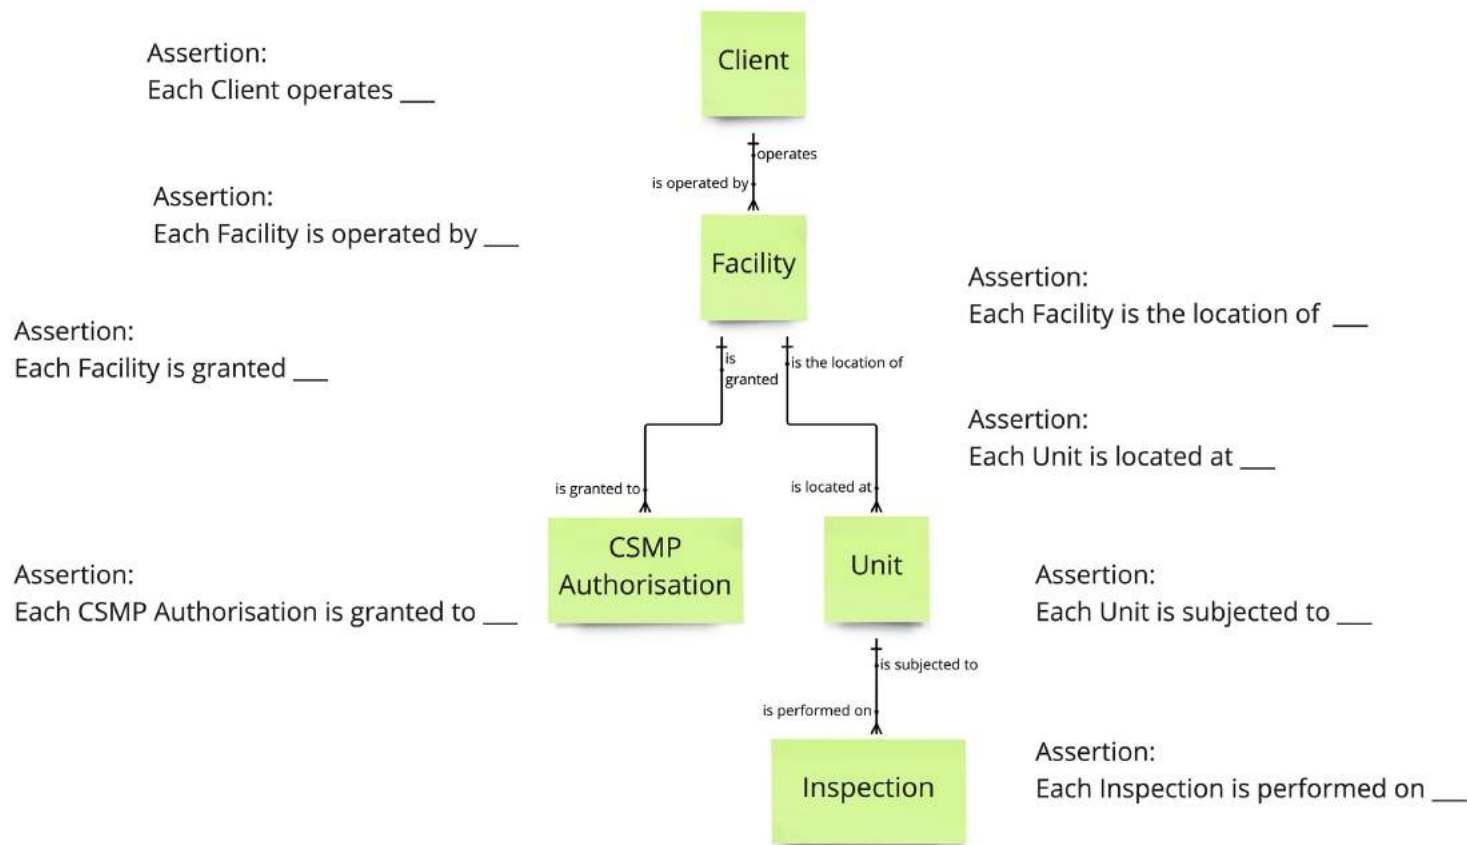 Client
Assertion:
Each Client operates ___
operates
is operated by
Assertion:
Each Facility is operated by ___
Facility
Assertion:
Each Facility is the location of ___
Assertion:
Each Facility is granted ___
is
granted
is the location of
Assertion:
Each Unit is located at ___
is granted to
is located at
CSMP
Authorisation
Unit
Assertion:
Each CSMP Authorisation is granted to ___
Assertion:
Each Unit is subjected to ___
is subjected to
is performed on
Inspection
Assertion:
Each Inspection is performed on ___